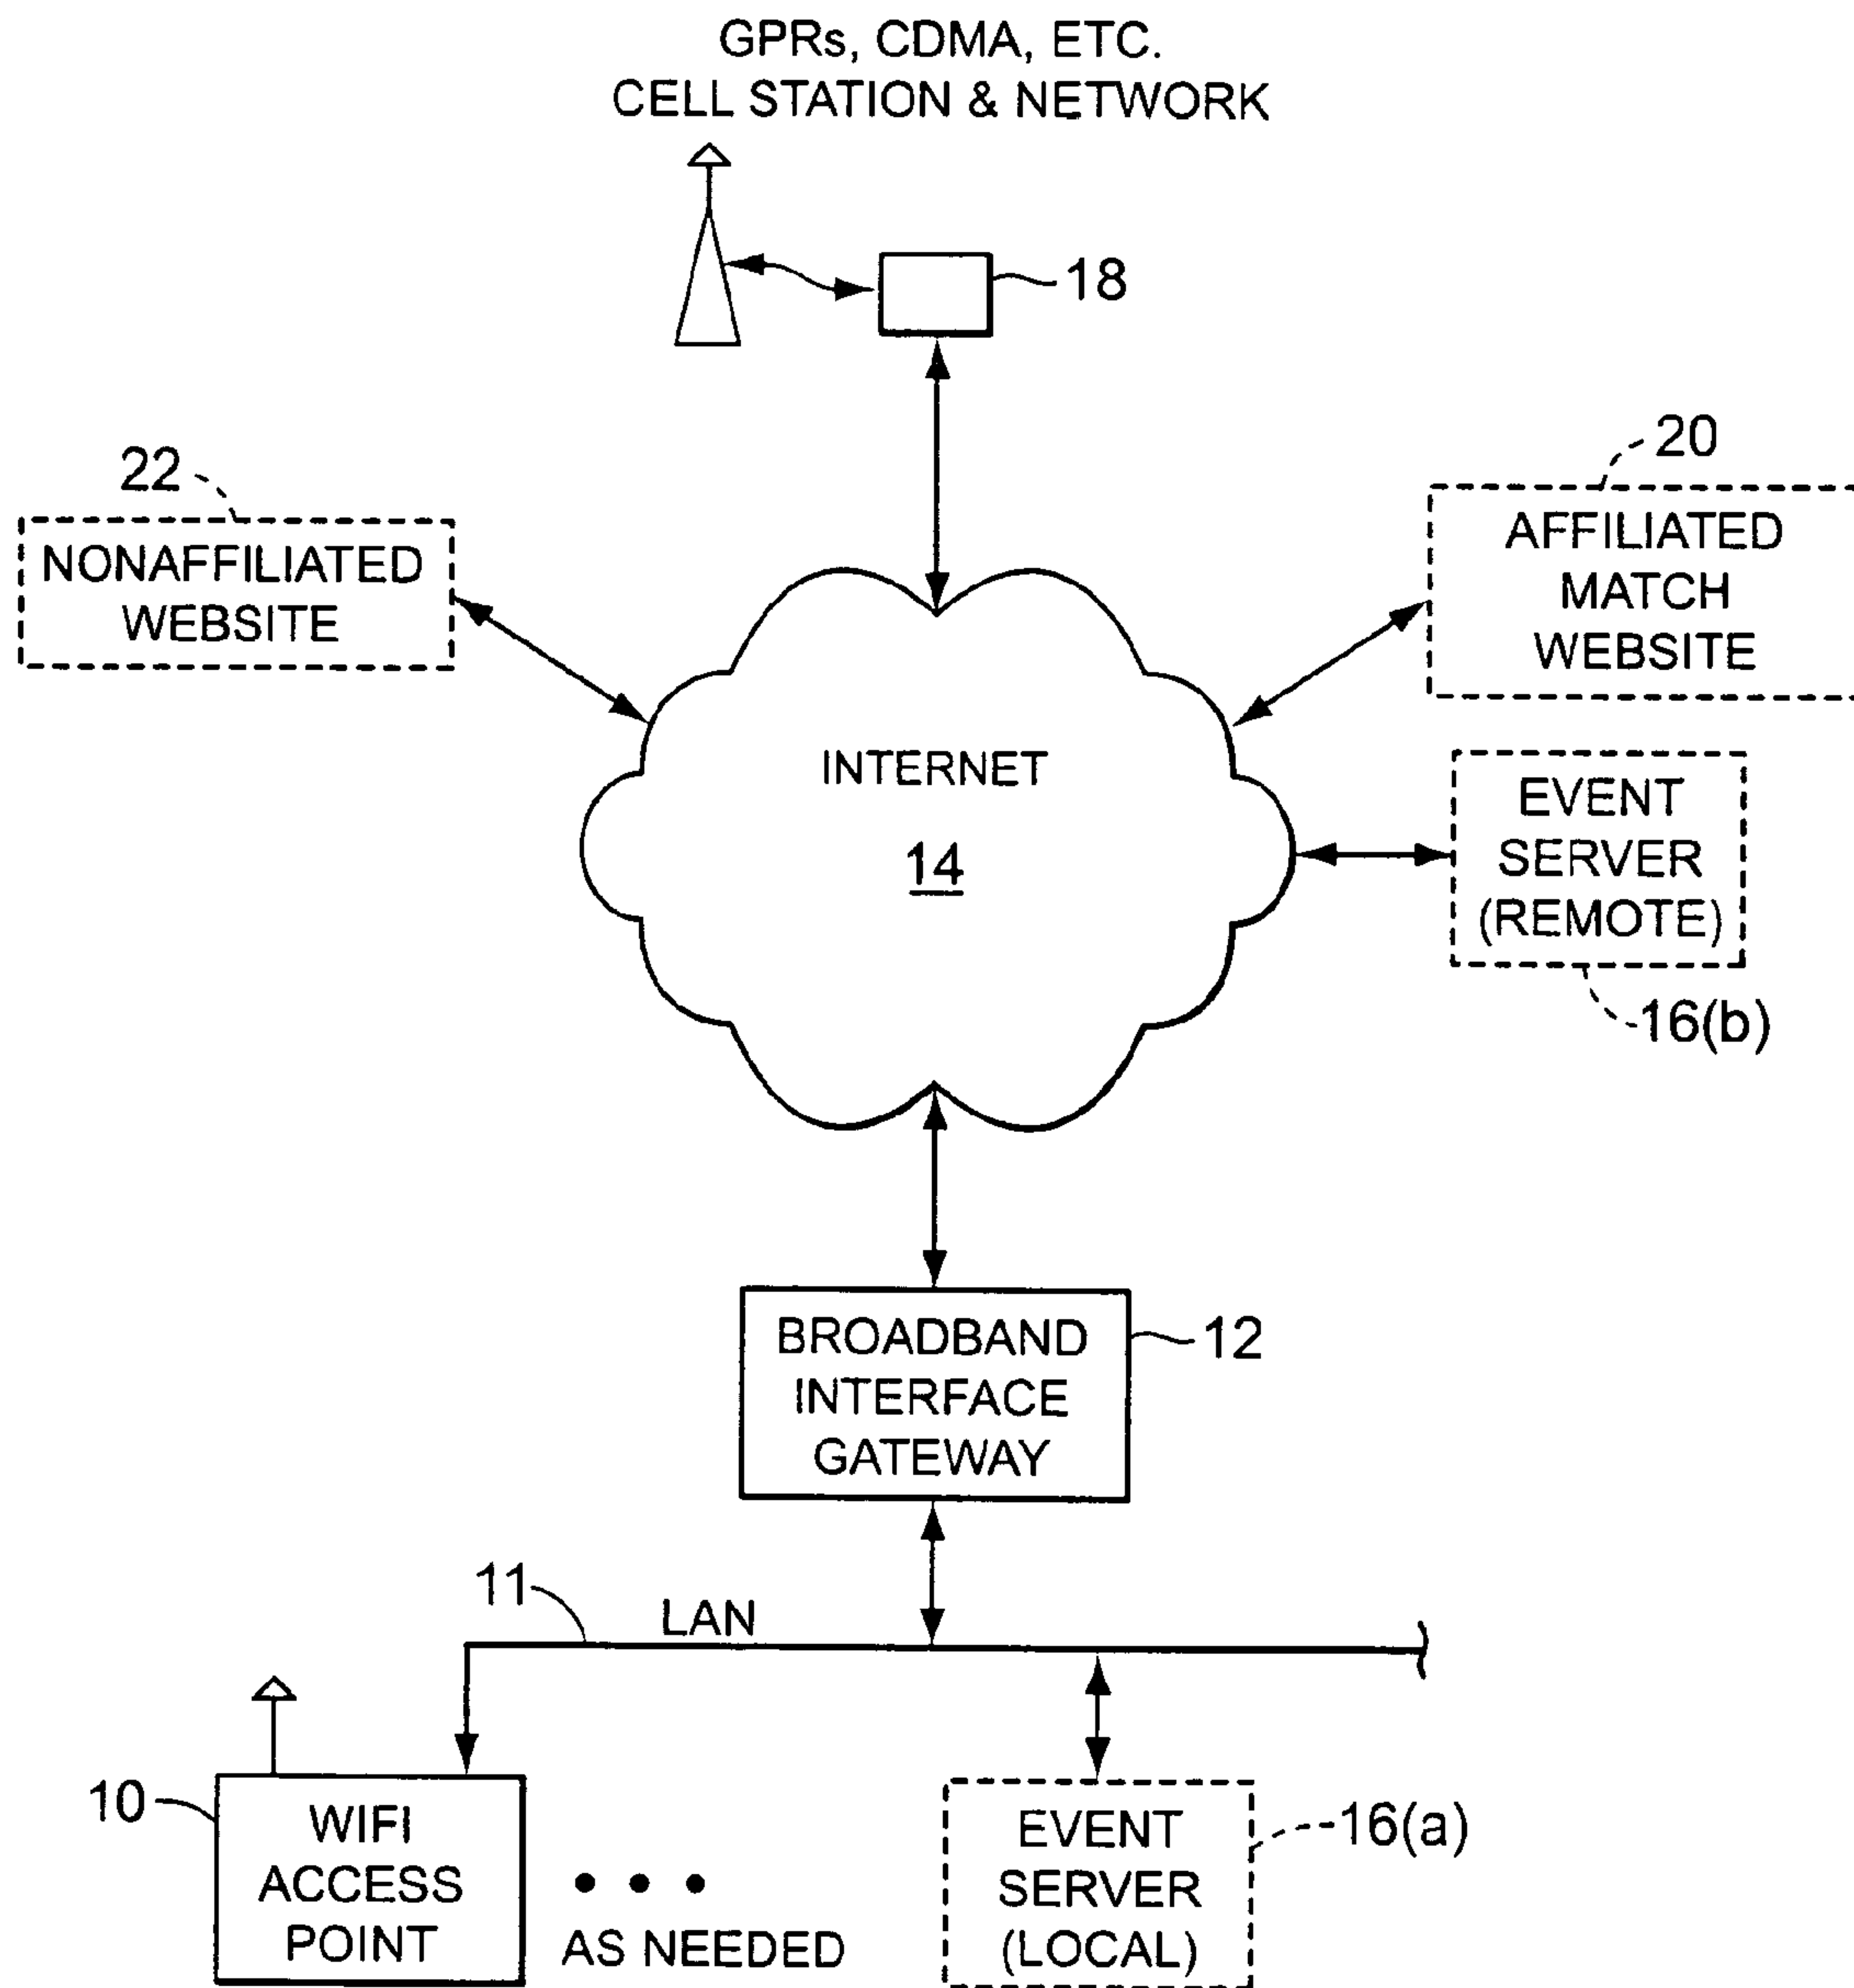 GPRs, CDMA, ETC.
CELL STATION & NETWORK
18
20
22
NONAFFILIATED
WEBSITE
AFFILIATED
MATCH
WEBSITE
INTERNET
14
EVENT
SERVER
(REMOTE)
16(b)
BROADBAND
INTERFACE
GATEWAY
12
11
LAN
10
WIFI
ACCESS
POINT
• • •
AS NEEDED
EVENT
SERVER
(LOCAL)
16(a)